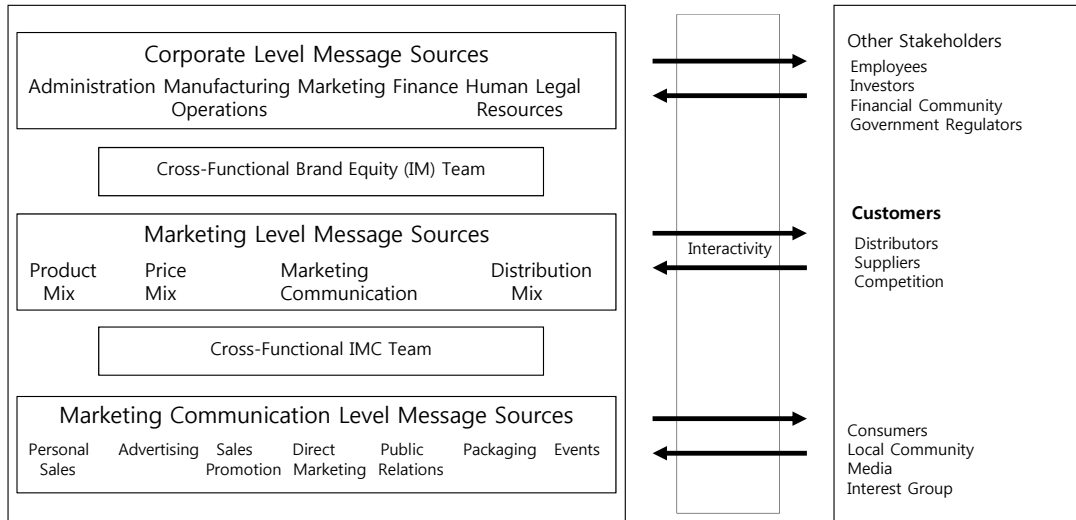 Corporate Level Message Sources
Administration Manufacturing Marketing Finance Human Legal
Operations Resources
Cross-Functional Brand Equity (IM) Team
Marketing Level Message Sources
Product Price Marketing Distribution
Mix Mix Communication Mix
Cross-Functional IMC Team
Marketing Communication Level Message Sources
Personal Advertising Sales Direct Public Packaging Events
Sales Promotion Marketing Relations
Interactivity
Other Stakeholders
Employees
Investors
Financial Community
Government Regulators
Customers
Distributors
Suppliers
Competition
Consumers
Local Community
Media
Interest Group